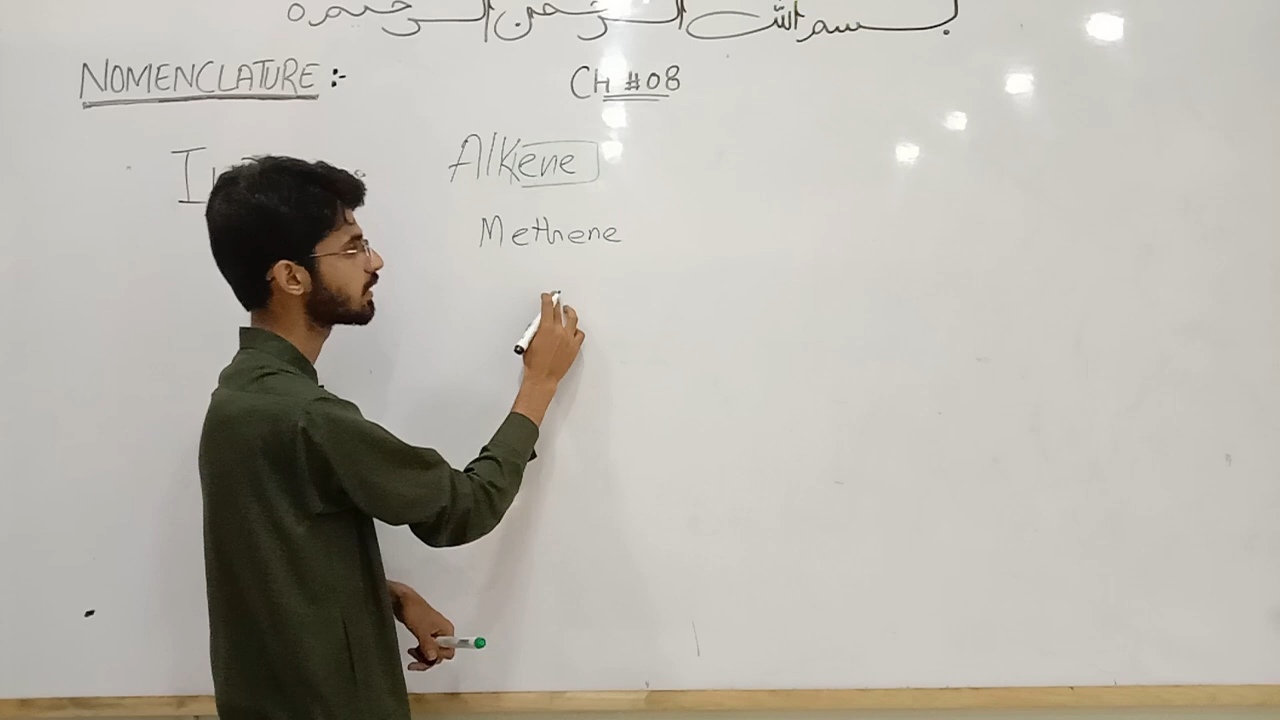 بسم الله الرحمن الرحيم
NOMENCLATURE :-
CH #08
Alkene
Methene